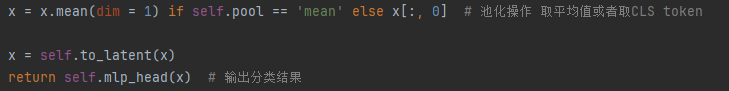 x = x.mean(dim = 1) if self.pool == 'mean' else x[:, 0]  # 池化操作 取平均值或者取CLS token
x = self.to_latent(x)
return self.mlp_head(x)  # 输出分类结果